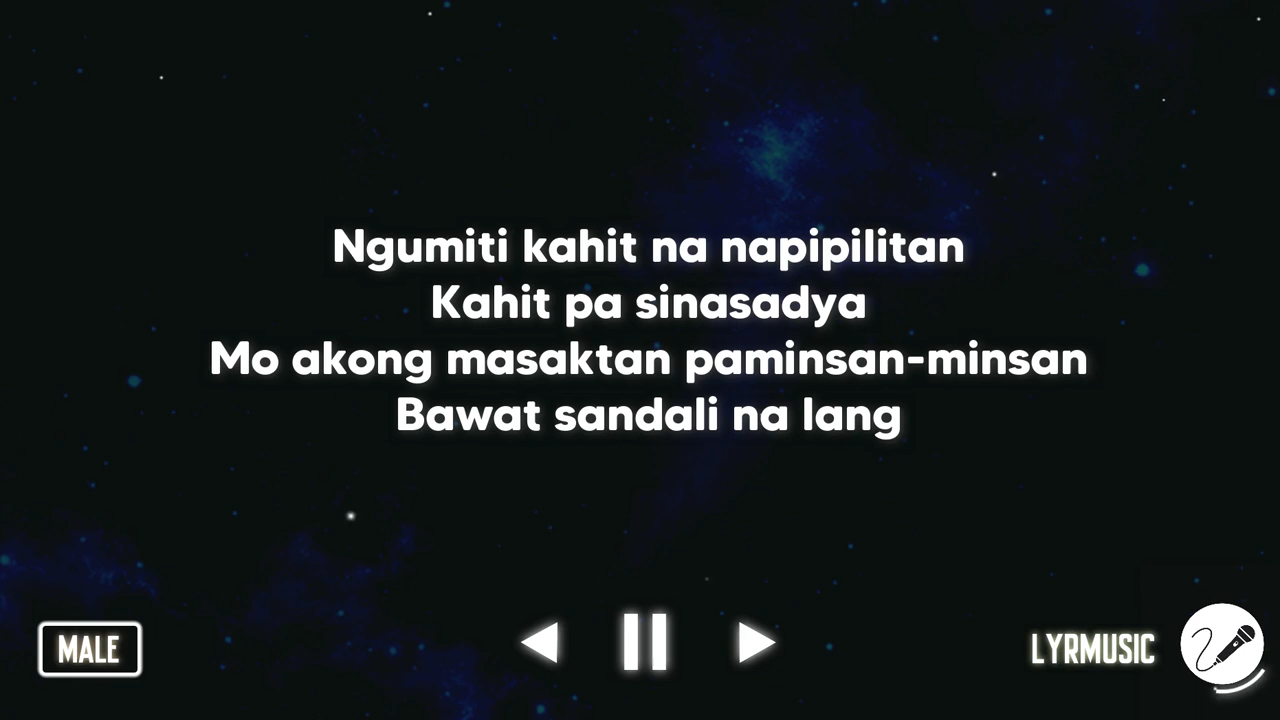 Ngumiti kahit na napipilitan
Kahit pa sinasadya
Mo akong masaktan paminsan-minsan
Bawat sandali na lang
MALE
LYRMUSIC